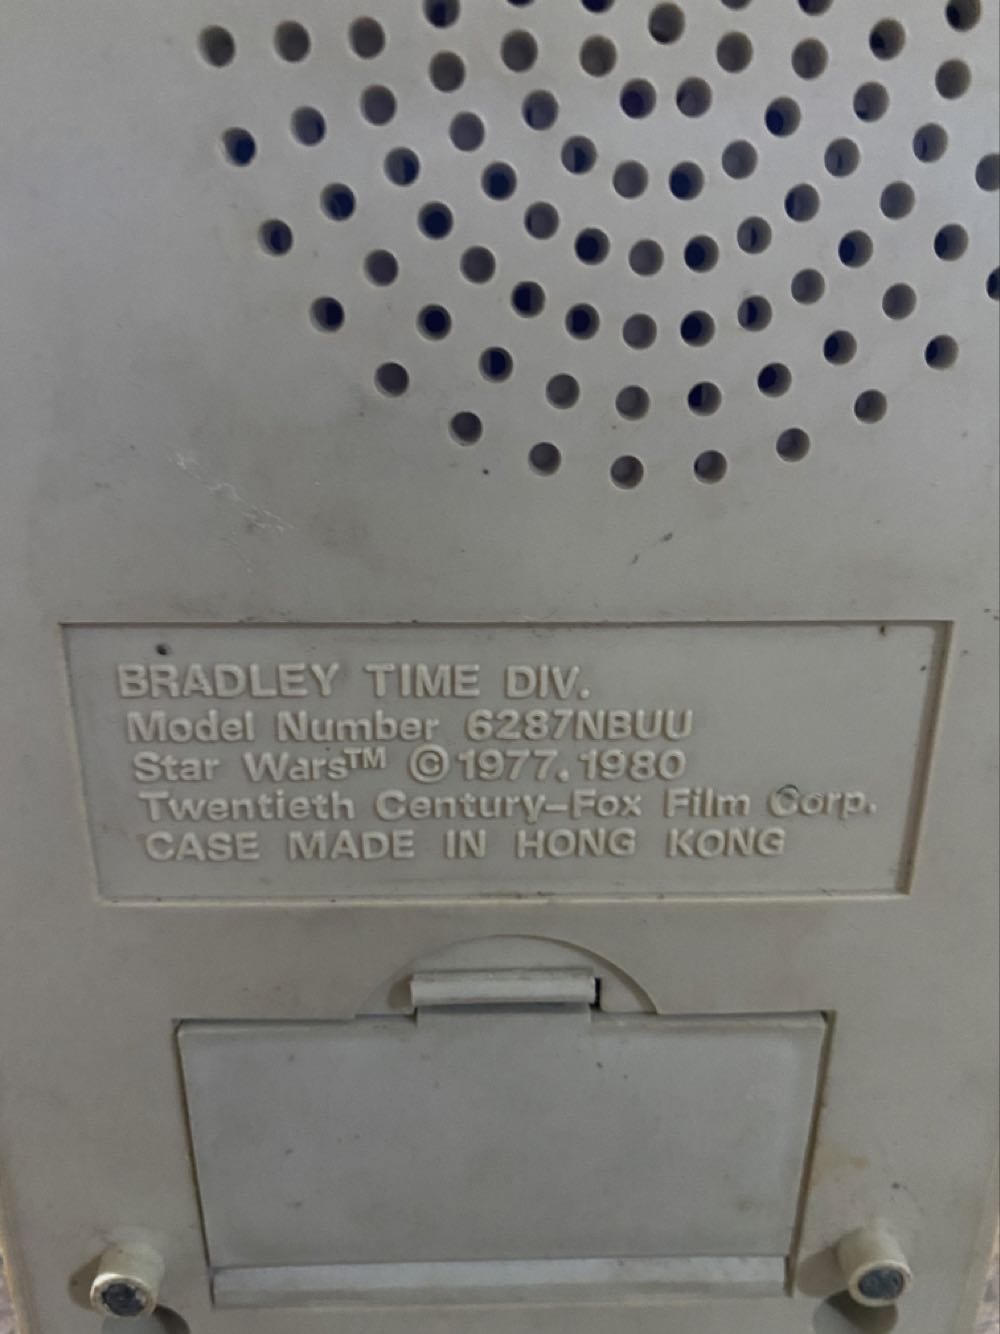 BRADLEY TIME DIV.
Model Number 6287NBUU
Star Wars™ ©1977, 1980
Twentieth Century-Fox Film Corp.
CASE MADE IN HONG KONG